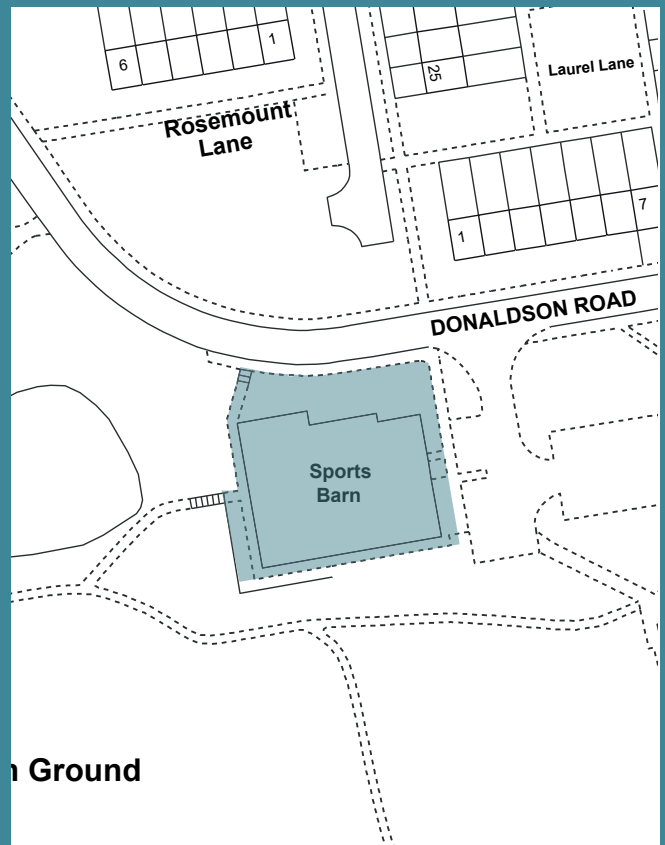 1
6
25
Laurel Lane
Rosemount
Lane
7
1
DONALDSON ROAD
Sports
Barn
Ground